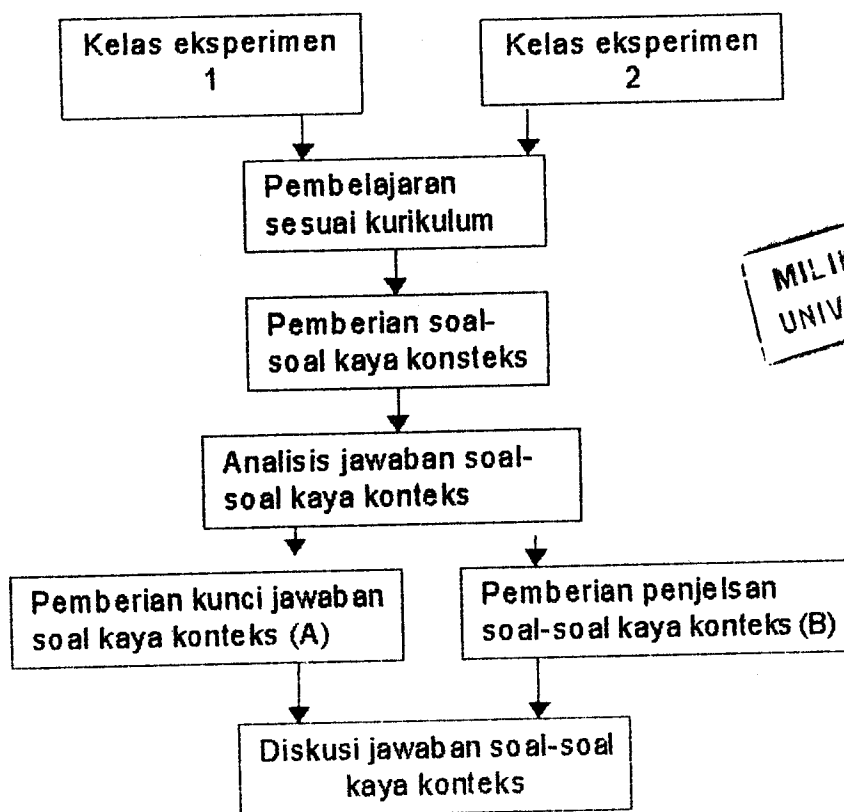 Kelas eksperimen
1
Kelas eksperimen
2
Pembelajaran
sesuai kurikulum
Pemberian soal-
soal kaya konsteks
Analisis jawaban soal-
soal kaya konteks
Pemberian kunci jawaban
soal kaya konteks (A)
Pemberian penjelsan
soal-soal kaya konteks (B)
Diskusi jawaban soal-soal
kaya konteks